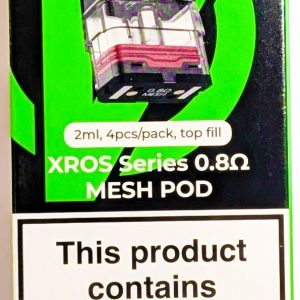 0.8Ω
MESH
2ml, 4pcs/pack, top fill
XROS Series 0.8Ω
MESH POD
This product
contains